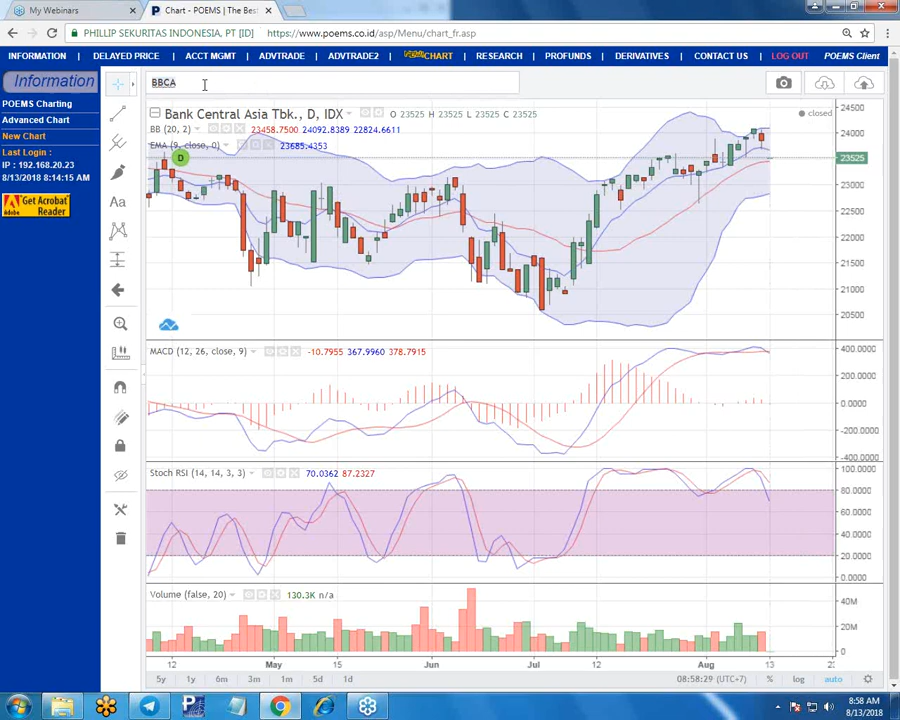 My Webinars
Chart - POEMS | The Bes
PHILLIP SEKURITAS INDONESIA, PT [ID]
https://www.poems.co.id/asp/Menu/chart_fr.asp
INFORMATION DELAYED PRICE ACCT MGMT ADVTRADE ADVTRADE2 CHART RESEARCH PROFUNDS DERIVATIVES CONTACT US LOG OUT POEMS Client
Information
POEMS Charting
Advanced Chart
New Chart
Last Login :
IP : 192.168.20.23
8/13/2018 8:14:15 AM
Get Acrobat
Reader
Adobe
BBCA
Aa
Bank Central Asia Tbk., D, IDX O 23525 H 23525 L 23525 C 23525
closed
BB (20, 2) 23458.7500 24092.8389 22824.6611
EMA (9, close, 0) 23685.4353
D
24500
24000
23525
23000
22500
22000
21500
21000
20500
MACD (12, 26, close, 9) -10.7955 367.9960 378.7915
400.0000
200.0000
0.0000
-200.0000
-400.0000
Stoch RSI (14, 14, 3, 3) 70.0362 87.2327
100.0000
80.0000
60.0000
40.0000
20.0000
0.0000
Volume (false, 20) 130.3K n/a
40M
20M
0
12 May 15 Jun Jul 12 Aug 13
5y 1y 6m 3m 1m 5d 1d
08:58:29 (UTC+7) % log auto
8:58 AM
8/13/2018